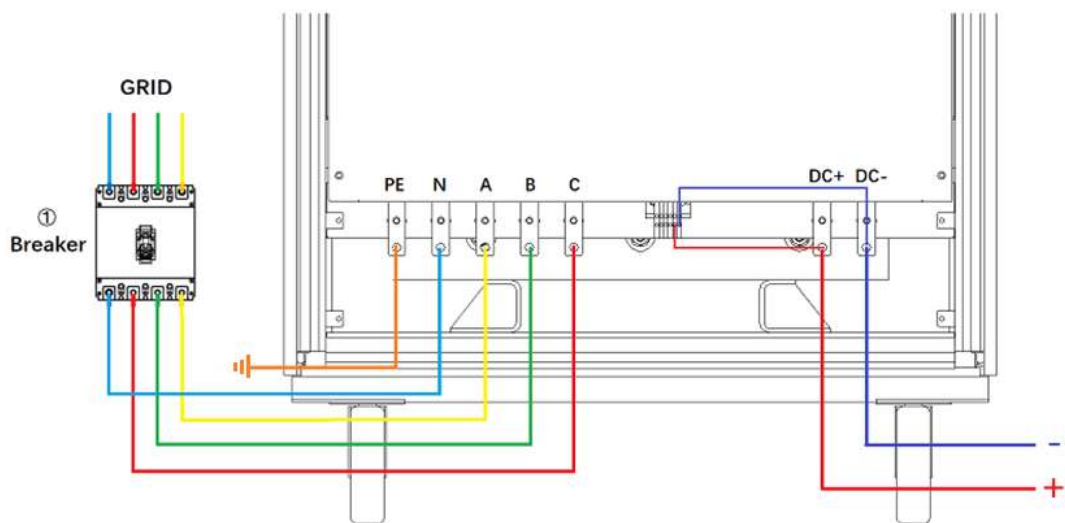 GRID
①
Breaker
PE N A B C
DC+ DC-
-
+